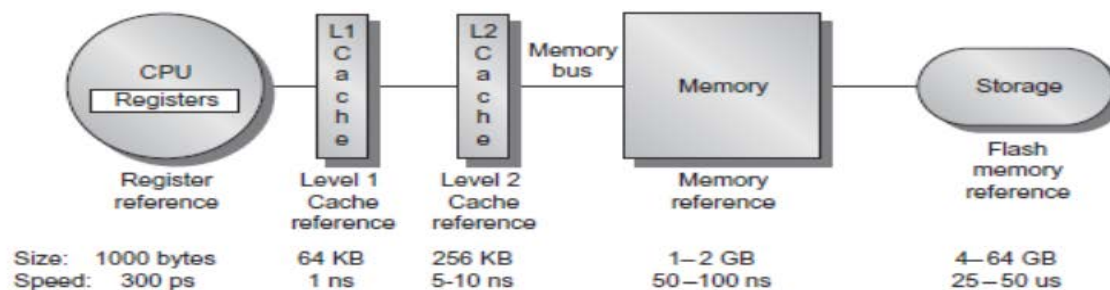 CPU
Registers
L1
C
a
c
h
e
L2
C
a
c
h
e
Memory
bus
Memory
Storage
Register
reference
Level 1
Cache
reference
Level 2
Cache
reference
Memory
reference
Flash
memory
reference
Size: 1000 bytes 64 KB 256 KB 1–2 GB 4–64 GB
Speed: 300 ps 1 ns 5-10 ns 50–100 ns 25–50 us